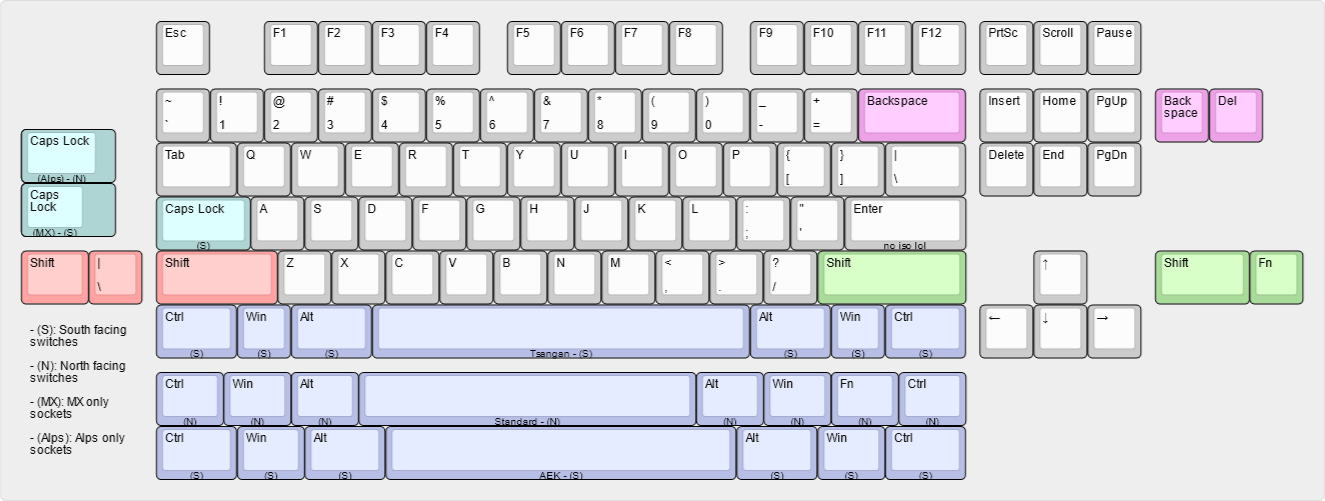 Esc F1 F2 F3 F4 F5 F6 F7 F8 F9 F10 F11 F12 PrtSc Scroll Pause
~ ! @ # $ % ^ & * ( ) _ + Backspace Insert Home PgUp Back space Del
` 1 2 3 4 5 6 7 8 9 0 - =
Caps Lock
(Alps) - (N)
Tab Q W E R T Y U I O P { } | Delete End PgDn
[ ] \
Caps Lock
(MX) - (S)
Caps Lock A S D F G H J K L : " Enter
; '
(S) no iso lol
Shift |
\
Shift Z X C V B N M < > ? Shift ↑ Shift Fn
, . /
Ctrl Win Alt Alt Win Ctrl ← ↓ →
(S) (S) (S) Tsangan - (S) (S) (S) (S)
- (S): South facing
switches
- (N): North facing
switches
- (MX): MX only
sockets
- (Alps): Alps only
sockets
Ctrl Win Alt Alt Win Fn Ctrl
(N) (N) (N) Standard - (N) (N) (N) (N) (N)
Ctrl Win Alt Alt Win Ctrl
(S) (S) (S) AEK - (S) (S) (S) (S)